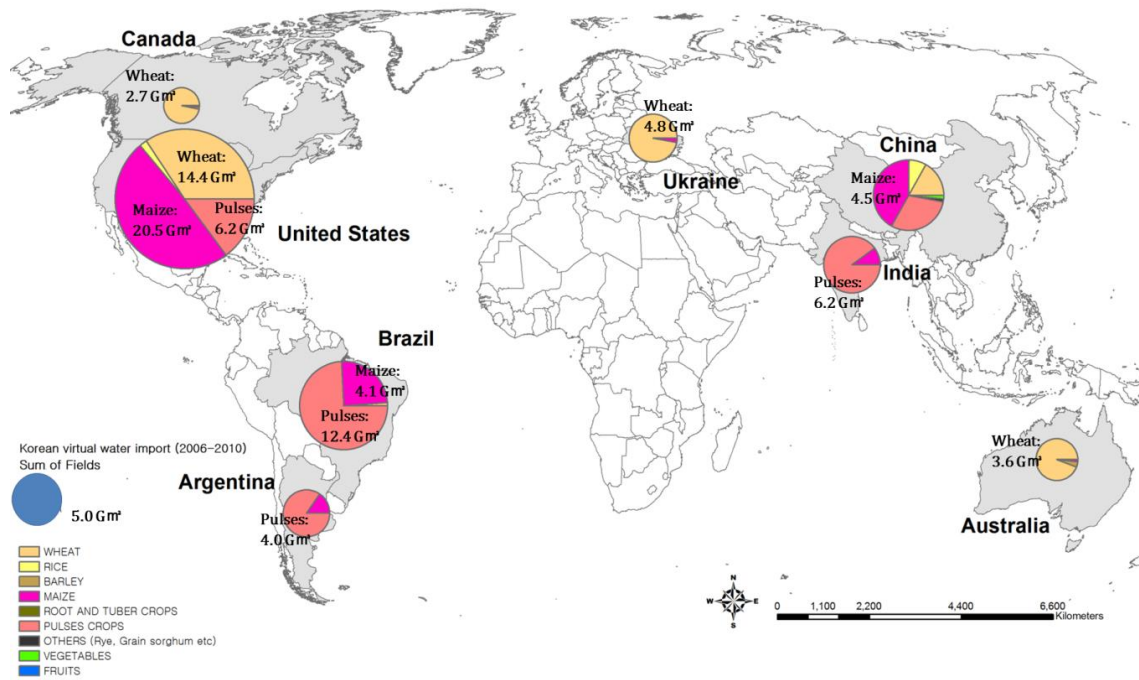 Canada
Wheat:
2.7 Gm³
Wheat:
14.4 Gm³
Maize:
20.5 Gm³
Pulses:
6.2 Gm³
United States
Wheat:
4.8 Gm³
Ukraine
China
Maize:
4.5 Gm³
India
Pulses:
6.2 Gm³
Brazil
Maize:
4.1 Gm³
Pulses:
12.4 Gm³
Argentina
Pulses:
4.0 Gm³
Wheat:
3.6 Gm³
Australia
Korean virtual water import (2006-2010)
Sum of Fields
5.0 Gm³
WHEAT
RICE
BARLEY
MAIZE
ROOT AND TUBER CROPS
PULSES CROPS
OTHERS (Rye, Grain sorghum etc)
VEGETABLES
FRUITS
N
W E
S
0 1,100 2,200 4,400 6,600
Kilometers